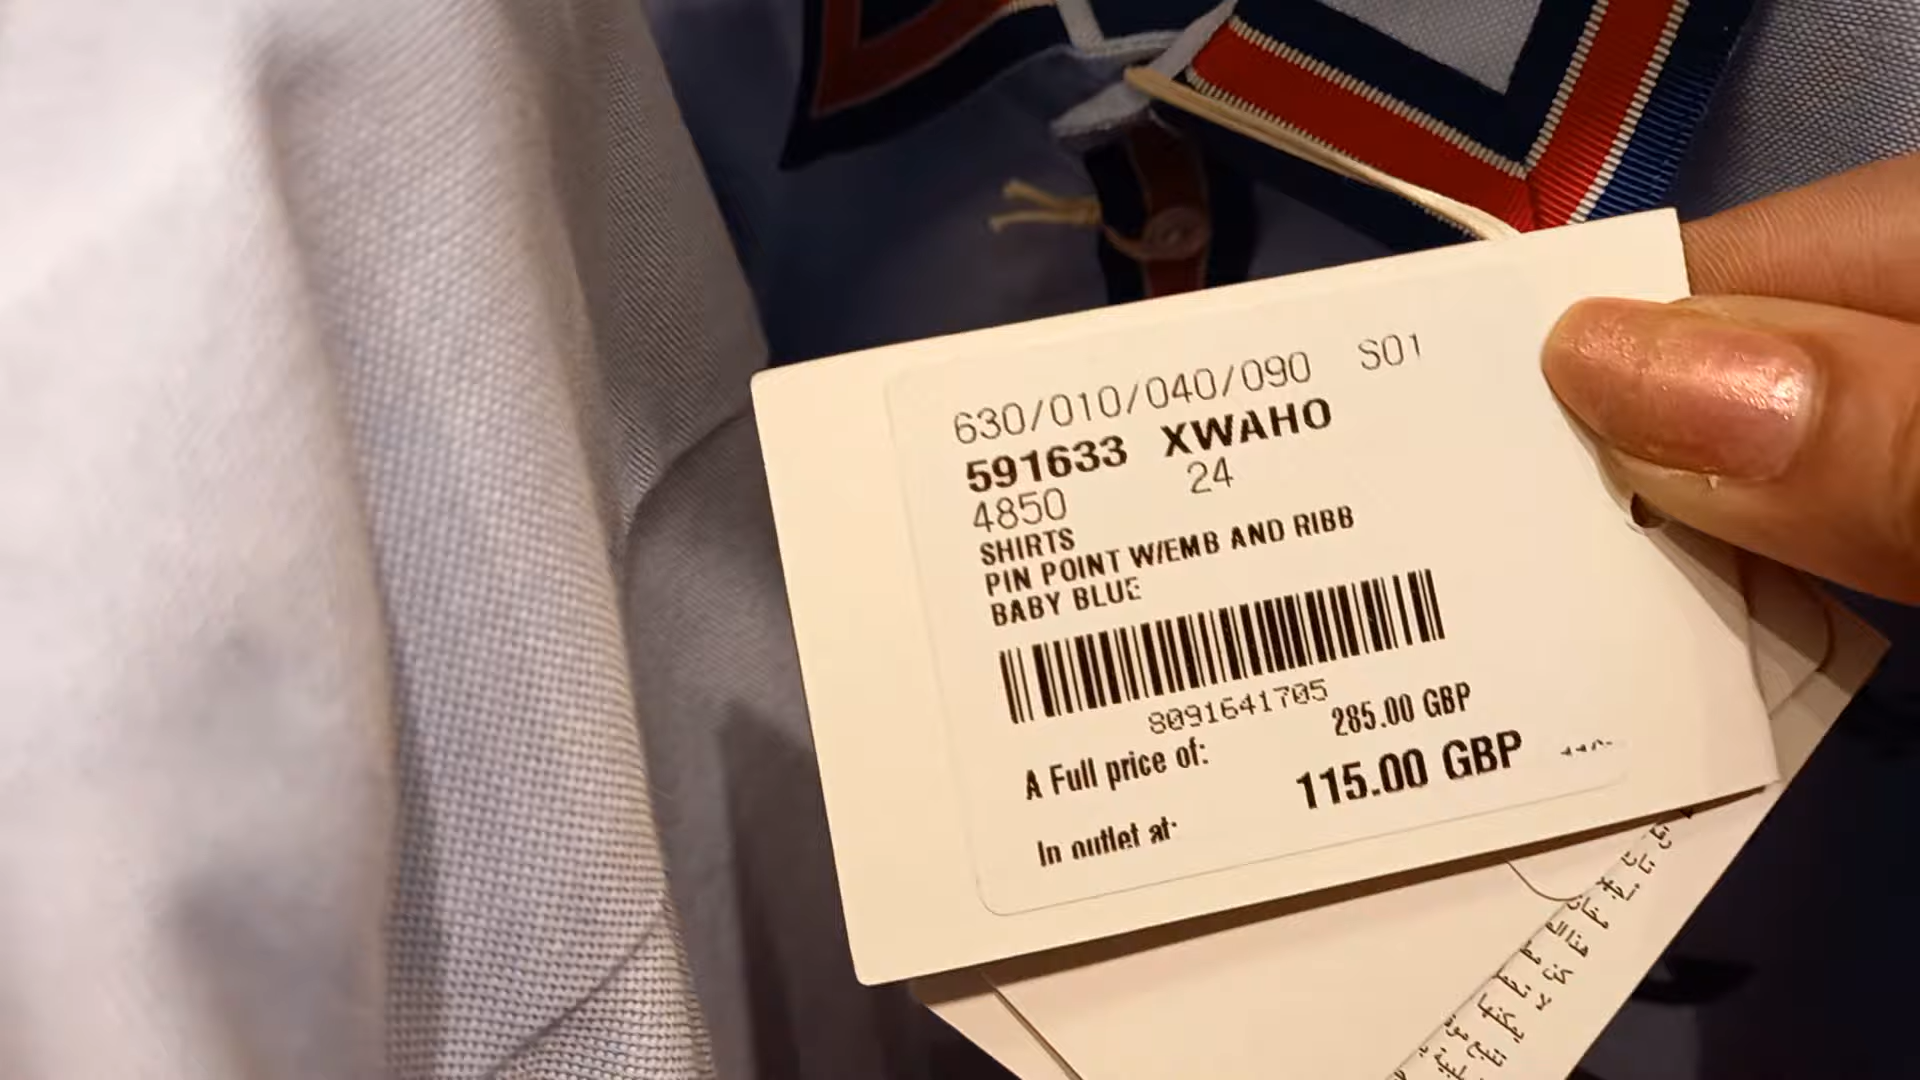 630/010/040/090 S01
591633 XWAHO
4850 24
SHIRTS
PIN POINT W/EMB AND RIBB
BABY BLUE
8091641705
A Full price of: 285.00 GBP
In outlet at: 115.00 GBP